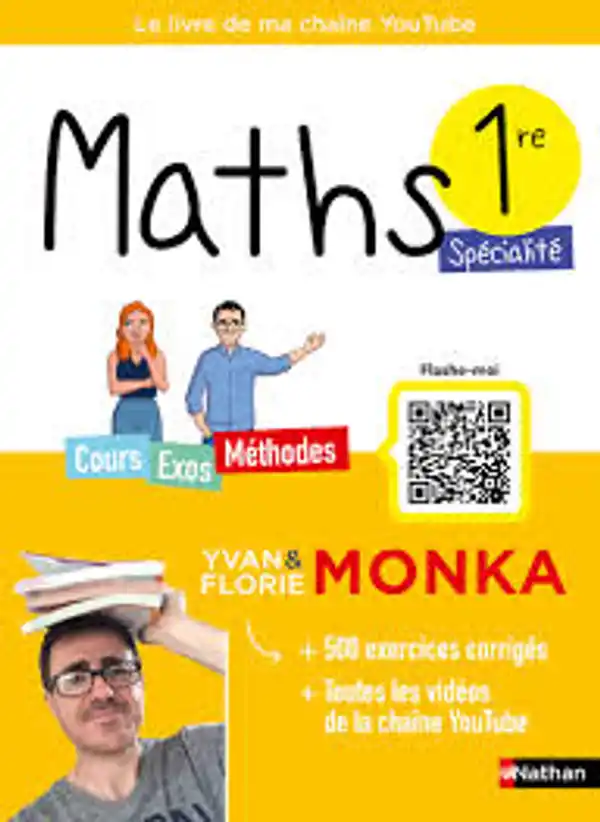 Le livre de ma chaîne YouTube
Maths 1re
Spécialité
Flashe-moi
Cours Exos Méthodes
YVAN & FLORIE MONKA
+ 500 exercices corrigés
+ Toutes les vidéos
de la chaîne YouTube
Nathan